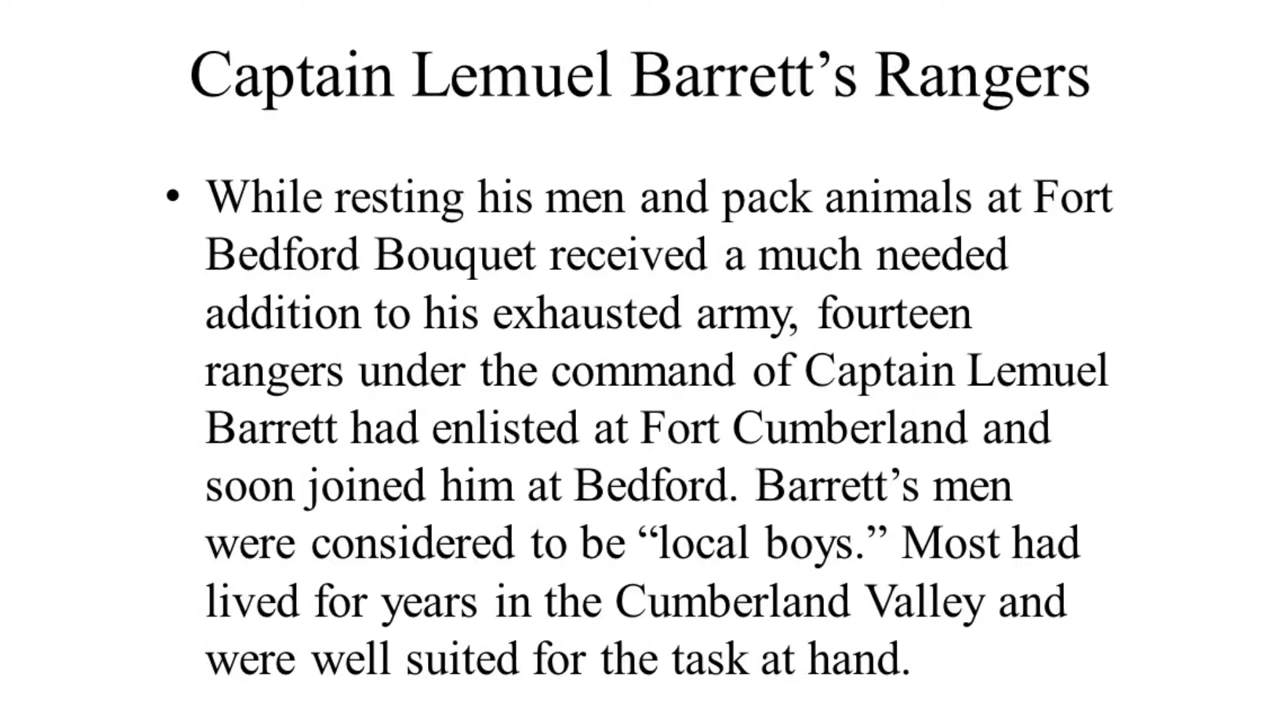 Captain Lemuel Barrett’s Rangers
• While resting his men and pack animals at Fort
Bedford Bouquet received a much needed
addition to his exhausted army, fourteen
rangers under the command of Captain Lemuel
Barrett had enlisted at Fort Cumberland and
soon joined him at Bedford. Barrett’s men
were considered to be “local boys.” Most had
lived for years in the Cumberland Valley and
were well suited for the task at hand.